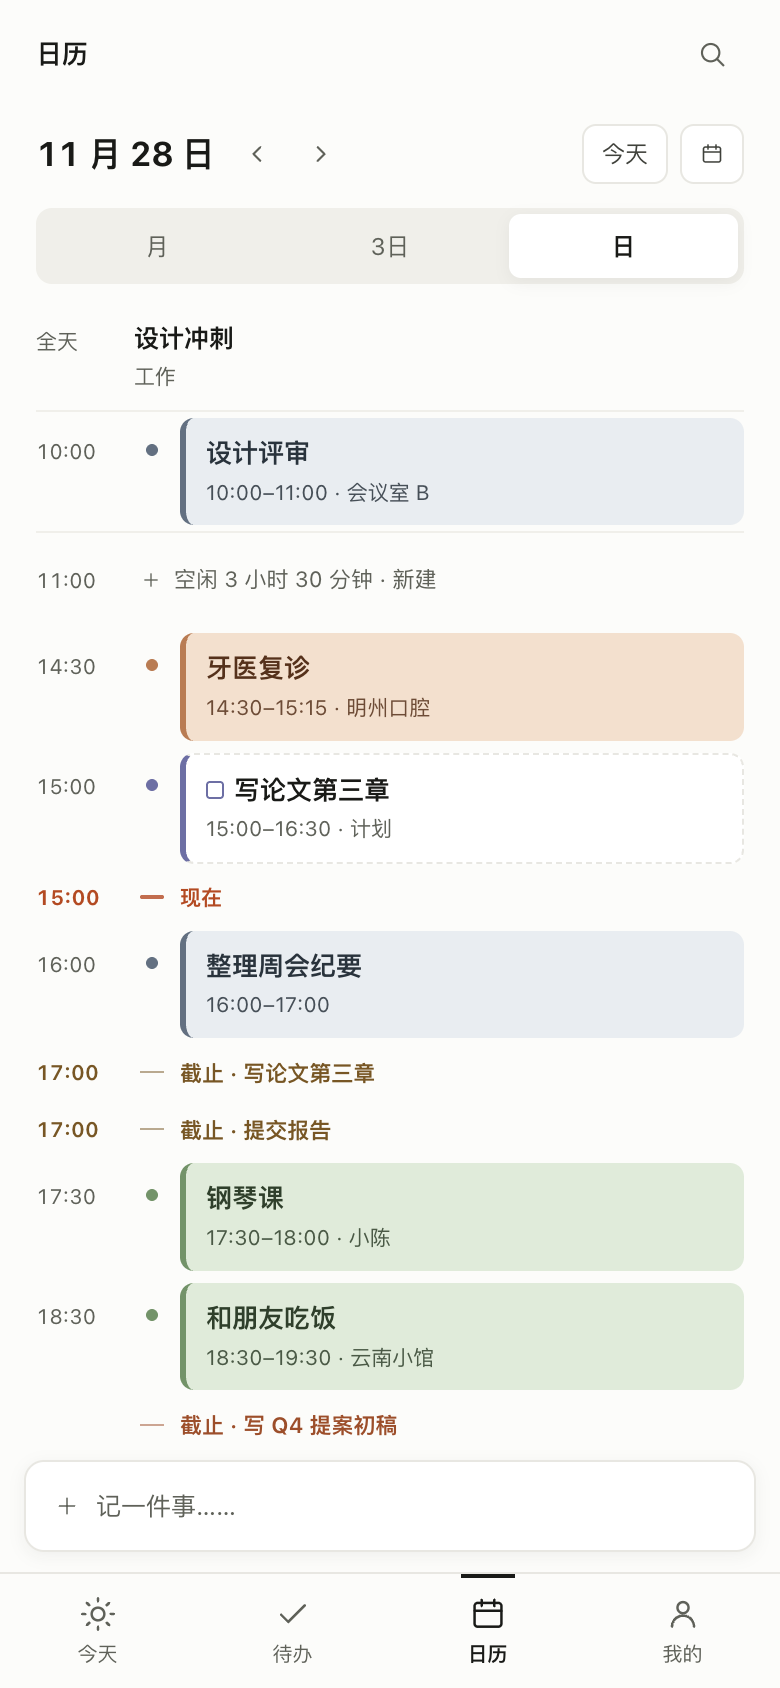 日历
11 月 28 日
今天
月
3日
日
全天
设计冲刺
工作
10:00
设计评审
10:00–11:00 · 会议室 B
11:00
空闲 3 小时 30 分钟 · 新建
14:30
牙医复诊
14:30–15:15 · 明州口腔
15:00
写论文第三章
15:00–16:30 · 计划
15:00
现在
16:00
整理周会纪要
16:00–17:00
17:00
截止 · 写论文第三章
17:00
截止 · 提交报告
17:30
钢琴课
17:30–18:00 · 小陈
18:30
和朋友吃饭
18:30–19:30 · 云南小馆
截止 · 写 Q4 提案初稿
记一件事……
今天
待办
日历
我的